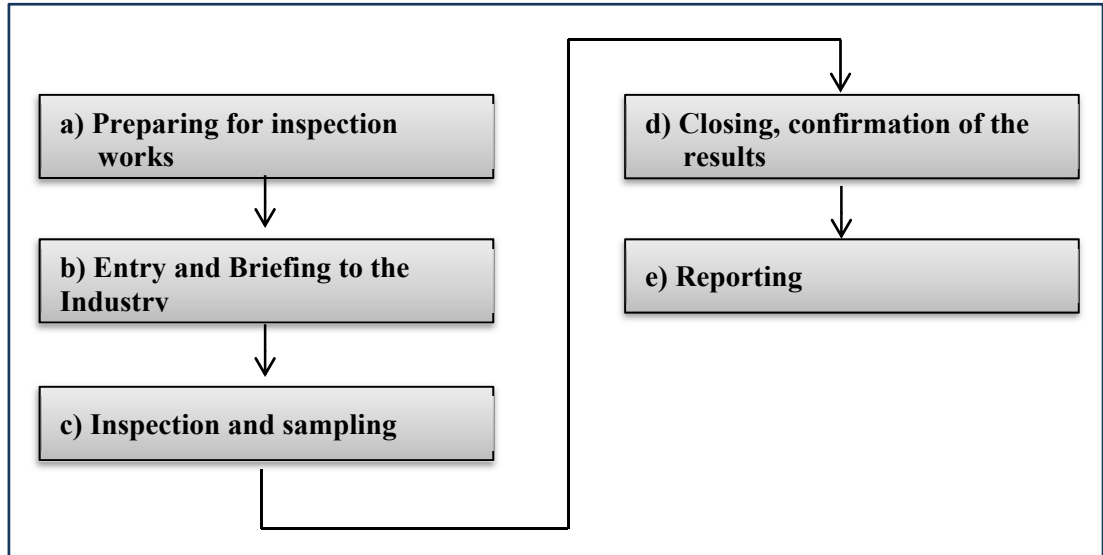 a) Preparing for inspection
works
b) Entry and Briefing to the
Industry
c) Inspection and sampling
d) Closing, confirmation of the
results
e) Reporting